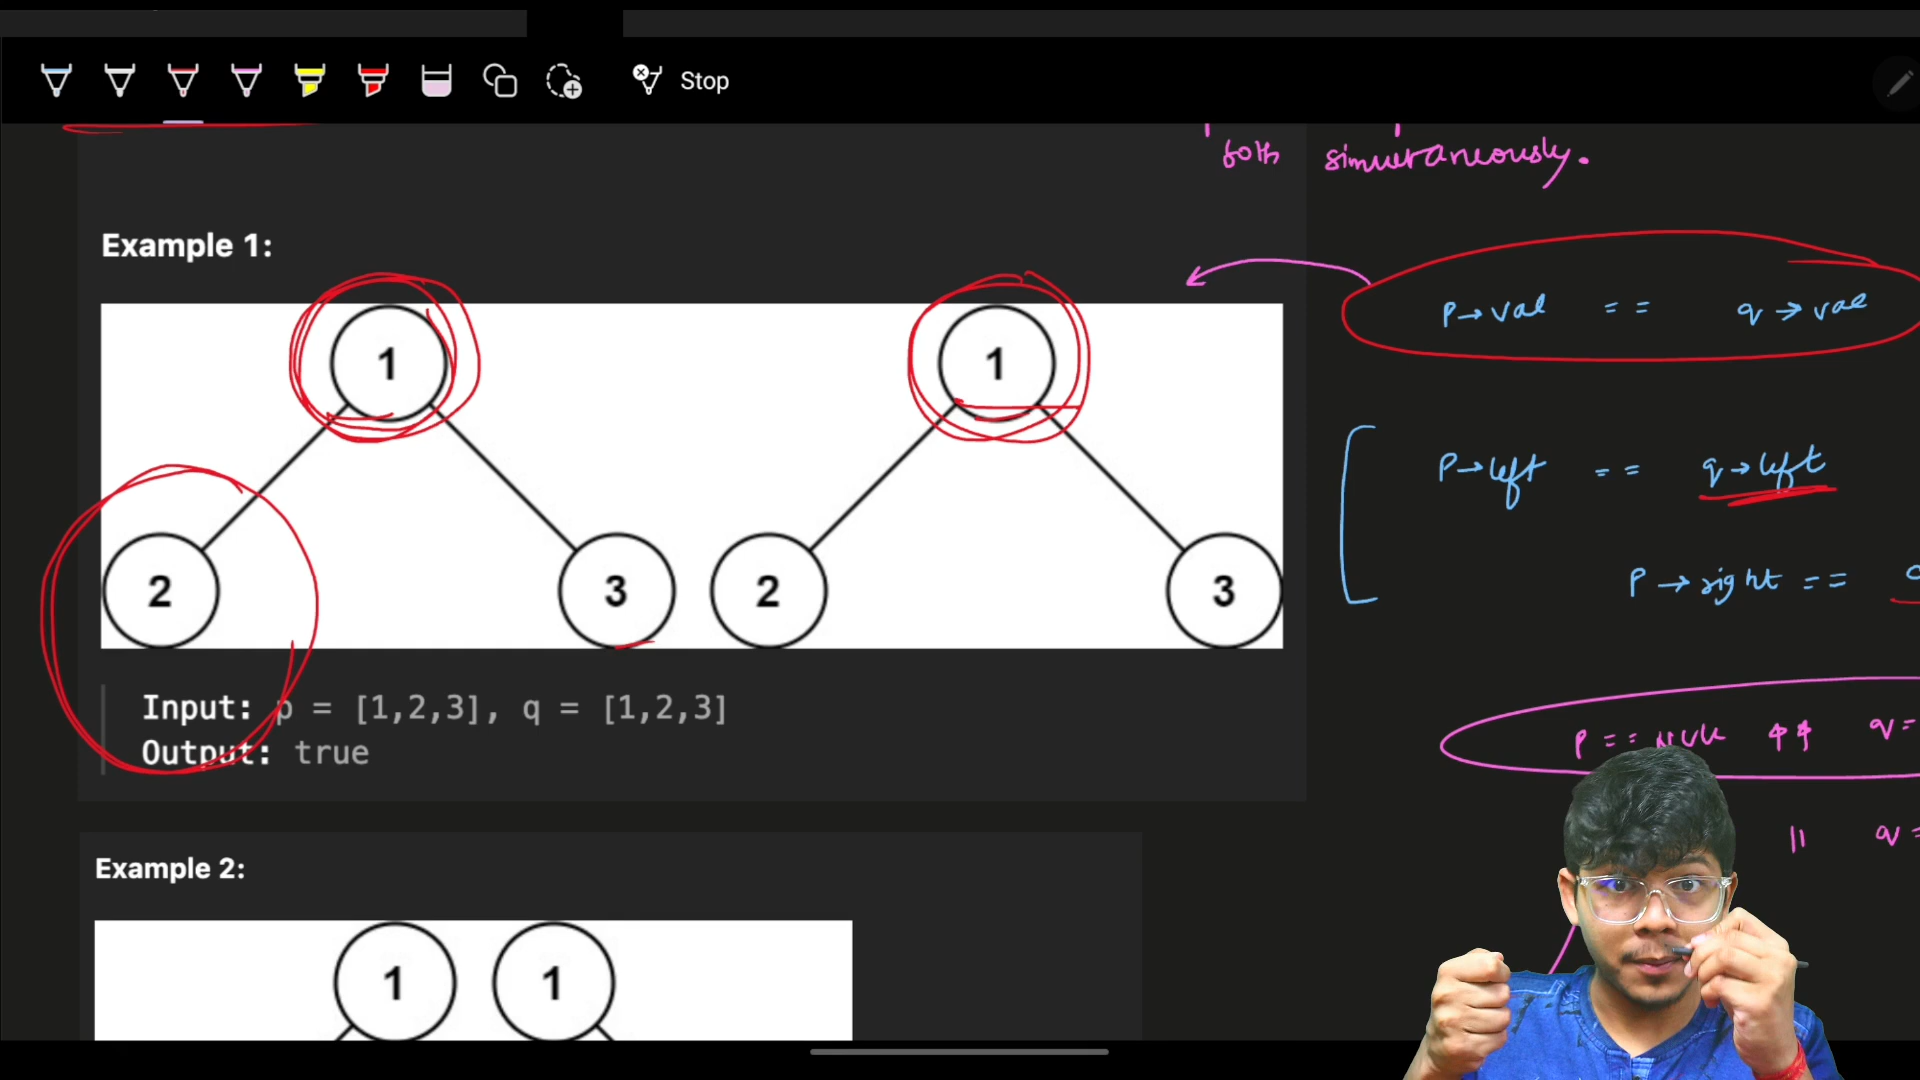 Stop
both simultaneously.
Example 1:
1
1
P→val == q→val
P→left == q→left
2
3
2
3
P→right ==
Input: p = [1,2,3], q = [1,2,3]
P == NULL && q =
Output: true
|| q =
Example 2:
1
1